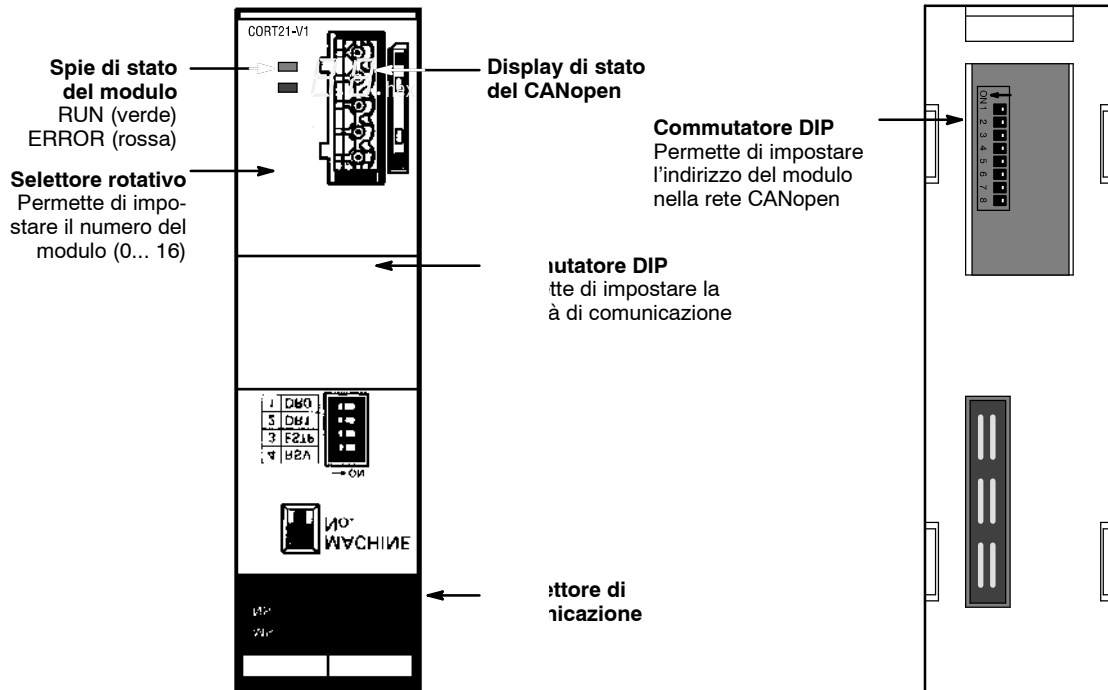 CORT21-V1
Spie di stato
del modulo
RUN (verde)
ERROR (rossa)
Selettore rotativo
Permette di impo-
stare il numero del
modulo (0... 16)
Display di stato
del CANopen
Commutatore DIP
Permette di impostare
l'indirizzo del modulo
nella rete CANopen
ON 1 2 3 4 5 6 7 8
nutatore DIP
tte di impostare la
à di comunicazione
1 DR0
2 DR1
3 ESTP
4 RSV
→ ON
No.
MACHINE
ettore di
nicazione